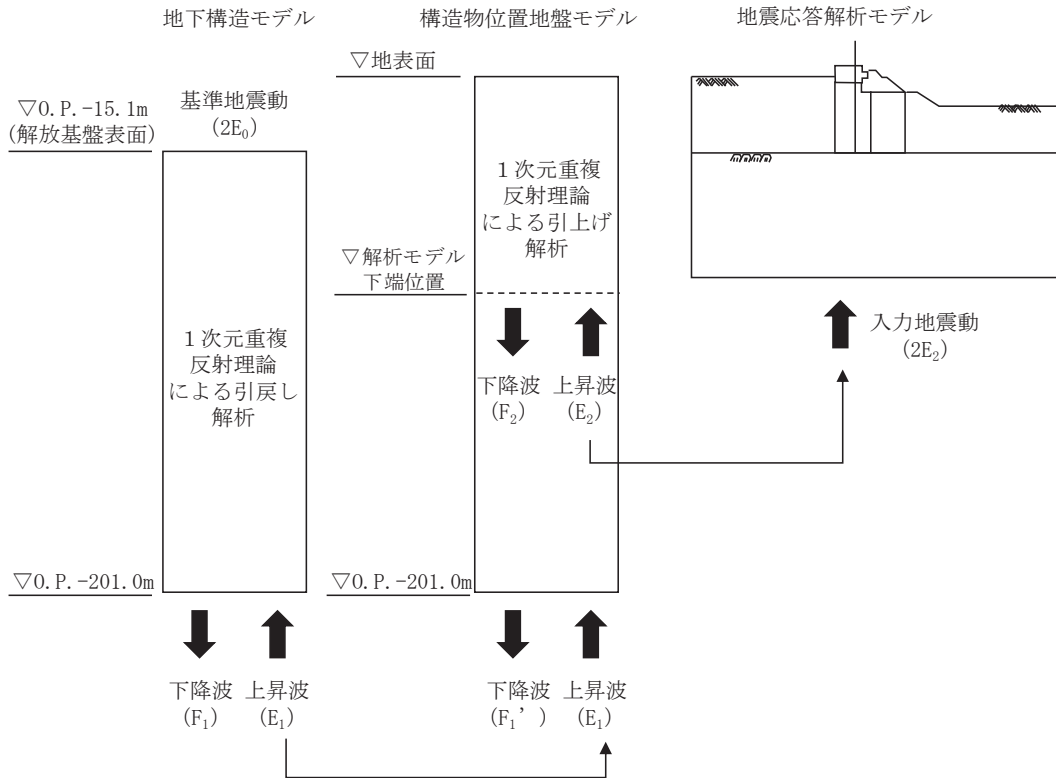 地下構造モデル
構造物位置地盤モデル
地震応答解析モデル
▽O.P.-15.1m
(解放基盤表面)
基準地震動
(2E₀)
１次元重複
反射理論
による引戻し
解析
▽O.P.-201.0m
下降波
(F₁)
上昇波
(E₁)
▽地表面
１次元重複
反射理論
による引上げ
解析
▽解析モデル
下端位置
下降波
(F₂)
上昇波
(E₂)
▽O.P.-201.0m
下降波
(F₁’)
上昇波
(E₁)
入力地震動
(2E₂)